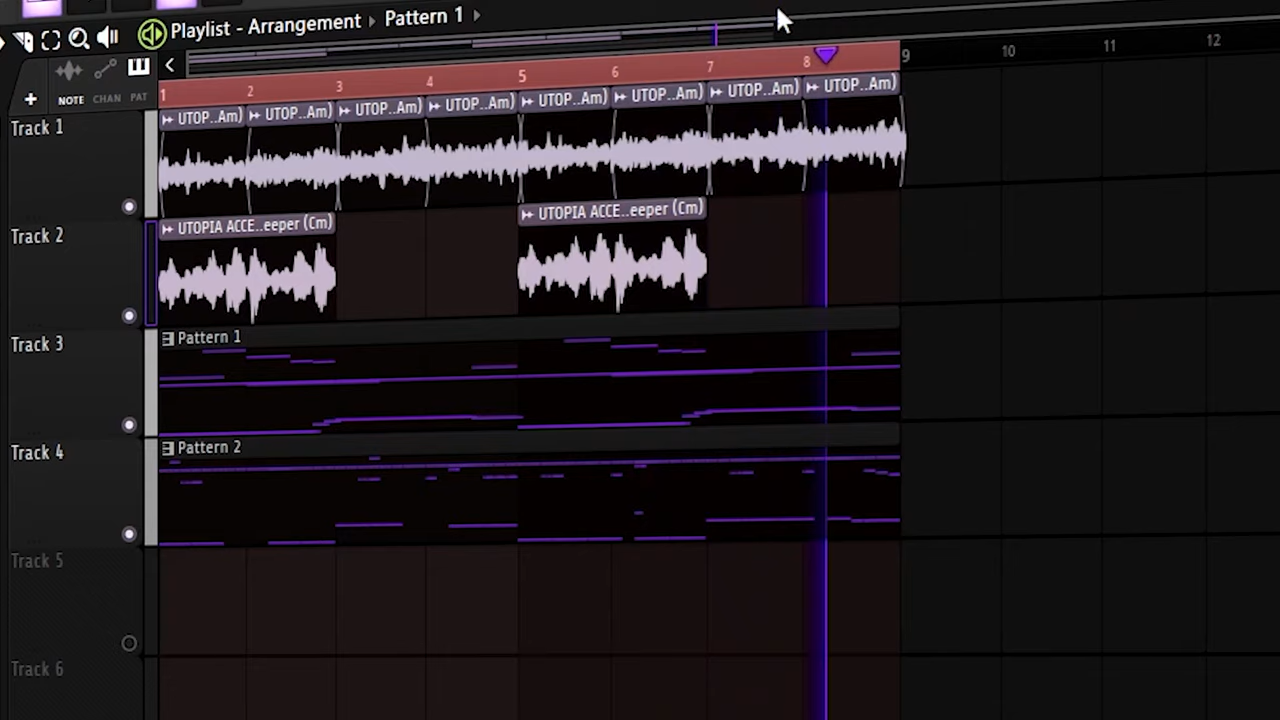 Playlist - Arrangement Pattern 1
NOTE CHAN PAT
1 2 3 4 5 6 7 8 9 10 11 12
Track 1
UTOP..Am) UTOP..Am) UTOP..Am) UTOP..Am) UTOP..Am) UTOP..Am) UTOP..Am) UTOP..Am)
Track 2
UTOPIA ACCE..eeper (Cm) UTOPIA ACCE..eeper (Cm)
Track 3
Pattern 1
Track 4
Pattern 2
Track 5
Track 6